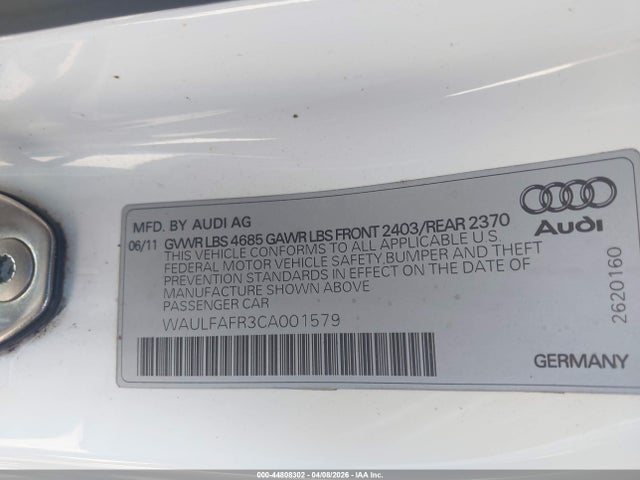 MFD. BY AUDI AG
06/11 GVWR LBS 4685 GAWR LBS FRONT 2403/REAR 2370
THIS VEHICLE CONFORMS TO ALL APPLICABLE U.S.
FEDERAL MOTOR VEHICLE SAFETY, BUMPER AND THEFT
PREVENTION STANDARDS IN EFFECT ON THE DATE OF
MANUFACTURE SHOWN ABOVE
PASSENGER CAR
WAULFAFR3CA001579
Audi
2620160
GERMANY
000-44808302 - 04/08/2026 - IAA Inc.